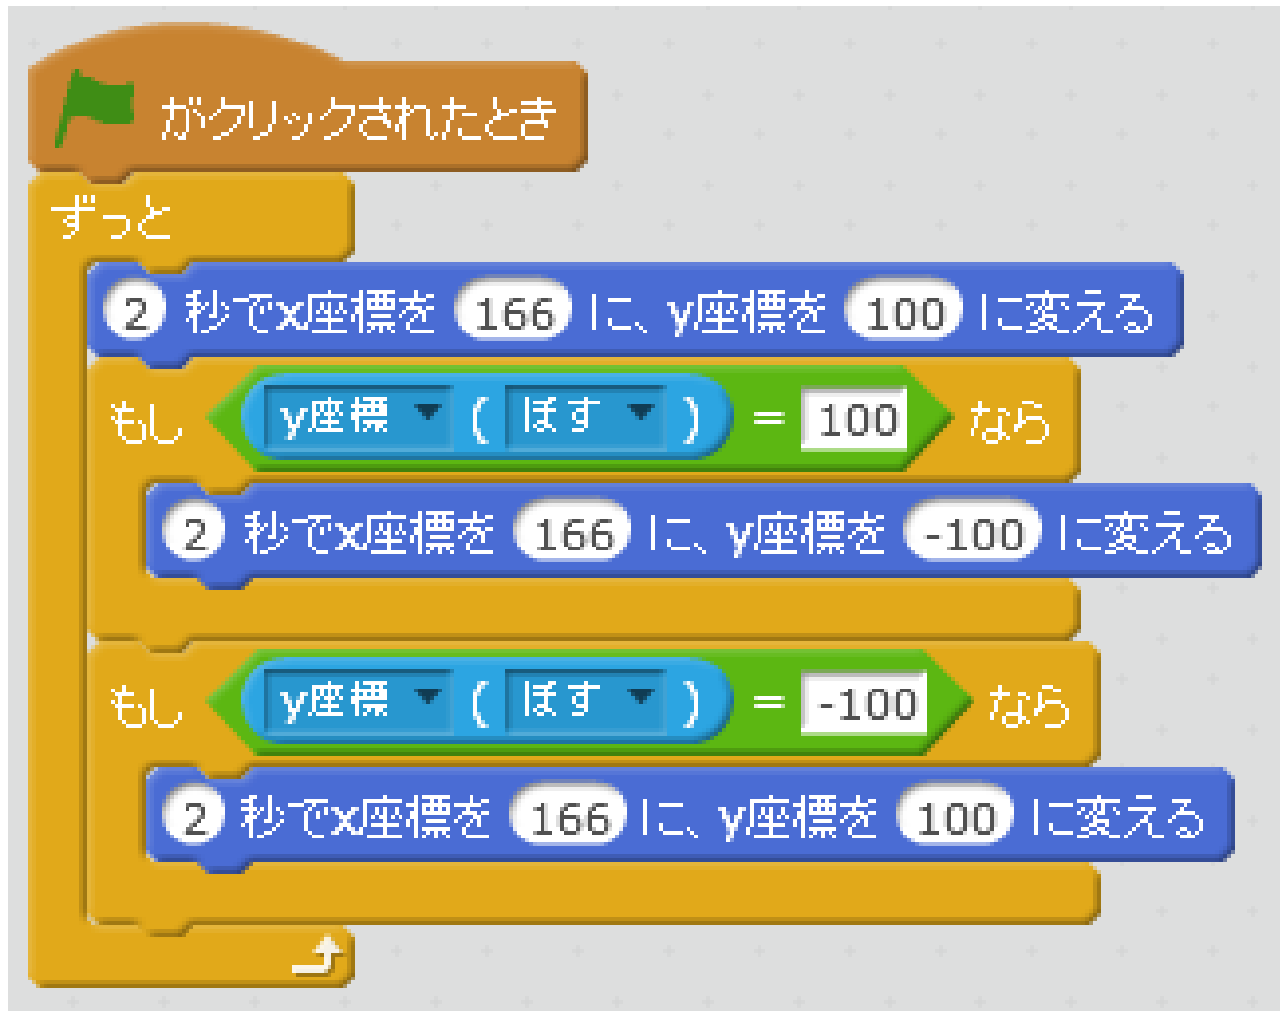 がクリックされたとき
ずっと
2 秒でx座標を 166 に、y座標を 100 に変える
もし y座標 ( ぼす ) = 100 なら
2 秒でx座標を 166 に、y座標を -100 に変える
もし y座標 ( ぼす ) = -100 なら
2 秒でx座標を 166 に、y座標を 100 に変える